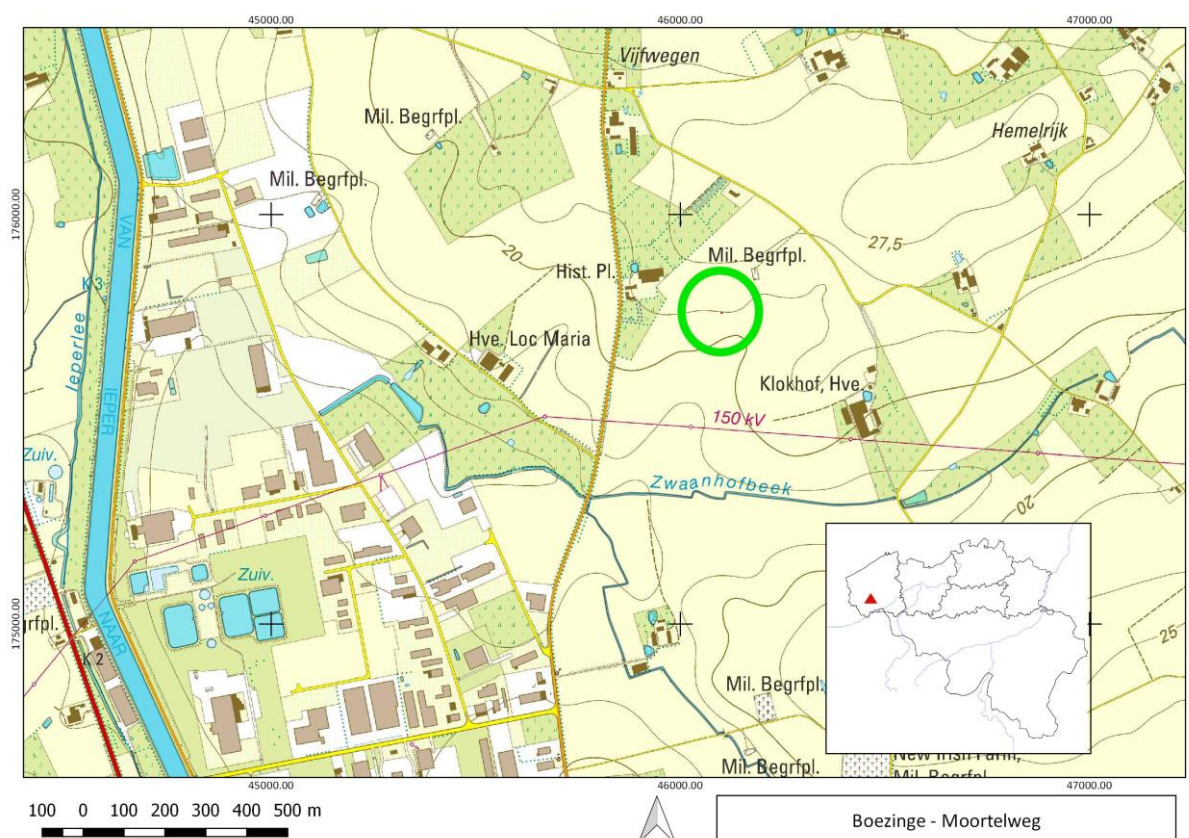 45000.00
46000.00
47000.00
Vijfwegen
Mil. Begrfpl.
Hemelrijk
Mil. Begrfpl.
176000.00
176000.00
VAN
20
27,5
Mil. Begrfpl.
Hist. Pl.
K 3
Ieperlee
Hve. Loc Maria
IEPER
Klokhof, Hve.
150 kV
Zuiv.
Zwaanhofbeek
20
Zuiv.
175000.00
NAAR
grfpl.
K 2
25
Mil. Begrfpl.
Mil. Begrfpl.
New Irish Farm,
Mil. Begrfpl.
45000.00
46000.00
47000.00
100 0 100 200 300 400 500 m
Boezinge - Moortelweg